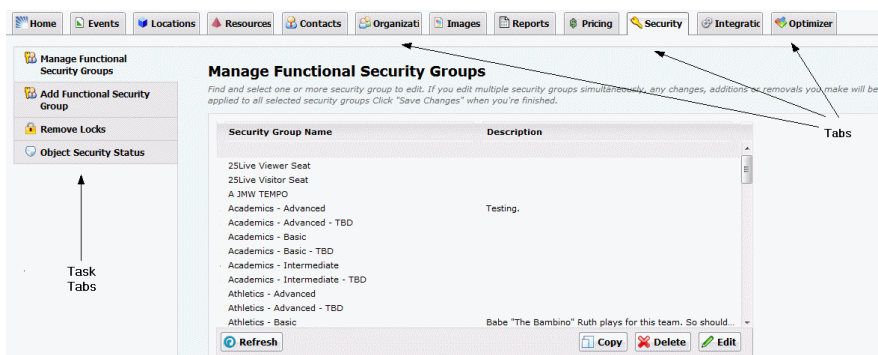 Home Events Locations Resources Contacts Organizati Images Reports Pricing Security Integratic Optimizer
Manage Functional
Security Groups
Add Functional Security
Group
Remove Locks
Object Security Status
Task
Tabs
Manage Functional Security Groups
Find and select one or more security group to edit. If you edit multiple security groups simultaneously, any changes, additions or removals you make will be
applied to all selected security groups Click "Save Changes" when you're finished.
Tabs
Security Group Name Description
25Live Viewer Seat
25Live Visitor Seat
A JMW TEMPO
Academics - Advanced Testing.
Academics - Advanced - TBD
Academics - Basic
Academics - Basic - TBD
Academics - Intermediate
Academics - Intermediate - TBD
Athletics - Advanced
Athletics - Advanced - TBD
Athletics - Basic Babe "The Bambino" Ruth plays for this team. So should...
Refresh Copy Delete Edit